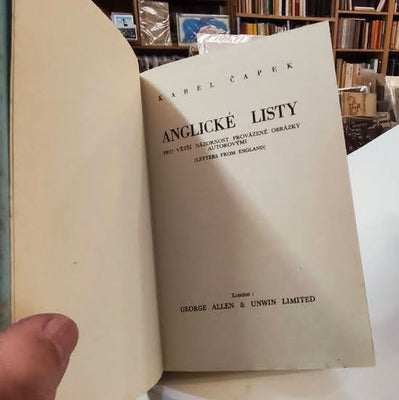 KAREL ČAPEK
ANGLICKÉ LISTY
PRO VĚTŠÍ NÁZORNOST PROVÁZENÉ OBRÁZKY
AUTOROVÝMI
(LETTERS FROM ENGLAND)
London :
GEORGE ALLEN & UNWIN LIMITED